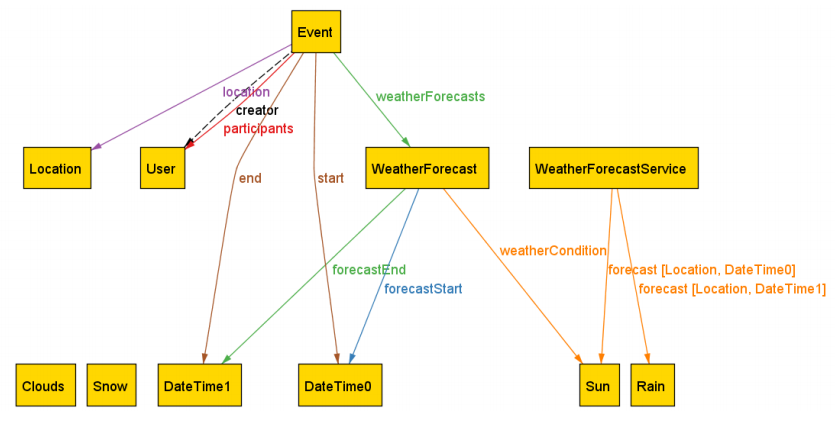 Event
location
weatherForecasts
creator
participants
Location
User
WeatherForecast
WeatherForecastService
end
start
weatherCondition
forecastEnd
forecast [Location, DateTime0]
forecastStart
forecast [Location, DateTime1]
Clouds
Snow
DateTime1
DateTime0
Sun
Rain